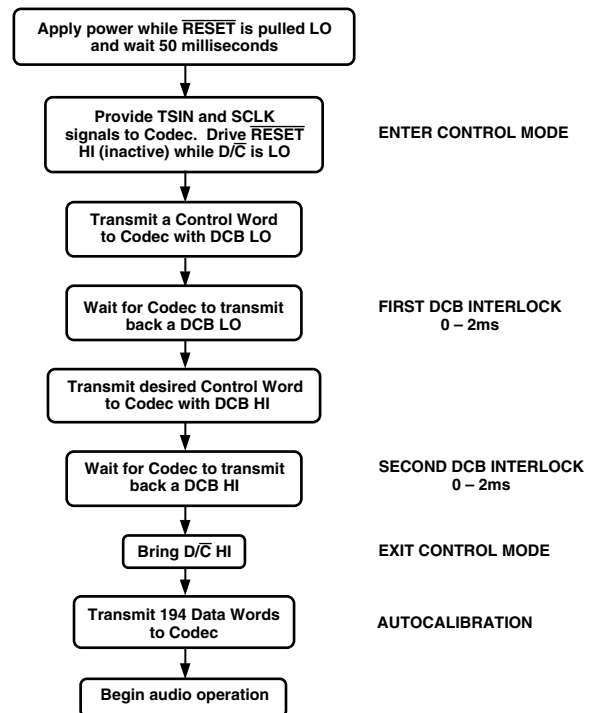 Apply power while RESET is pulled LO
and wait 50 milliseconds
Provide TSIN and SCLK
signals to Codec. Drive RESET
HI (inactive) while D/C is LO
ENTER CONTROL MODE
Transmit a Control Word
to Codec with DCB LO
Wait for Codec to transmit
back a DCB LO
FIRST DCB INTERLOCK
0 – 2ms
Transmit desired Control Word
to Codec with DCB HI
Wait for Codec to transmit
back a DCB HI
SECOND DCB INTERLOCK
0 – 2ms
Bring D/C HI
EXIT CONTROL MODE
Transmit 194 Data Words
to Codec
AUTOCALIBRATION
Begin audio operation